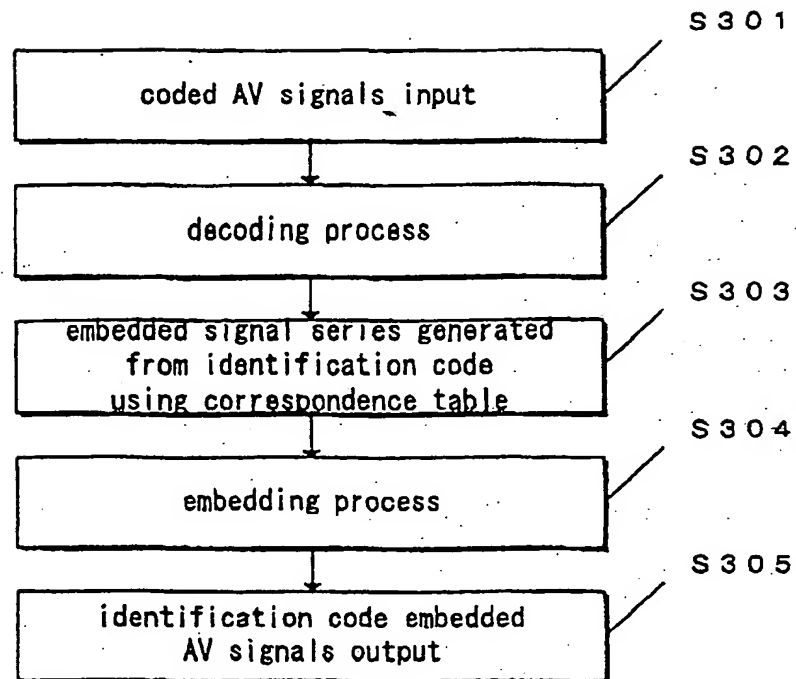 S301
coded AV signals input
S302
decoding process
S303
embedded signal series generated
from identification code
using correspondence table
S304
embedding process
S305
identification code embedded
AV signals output